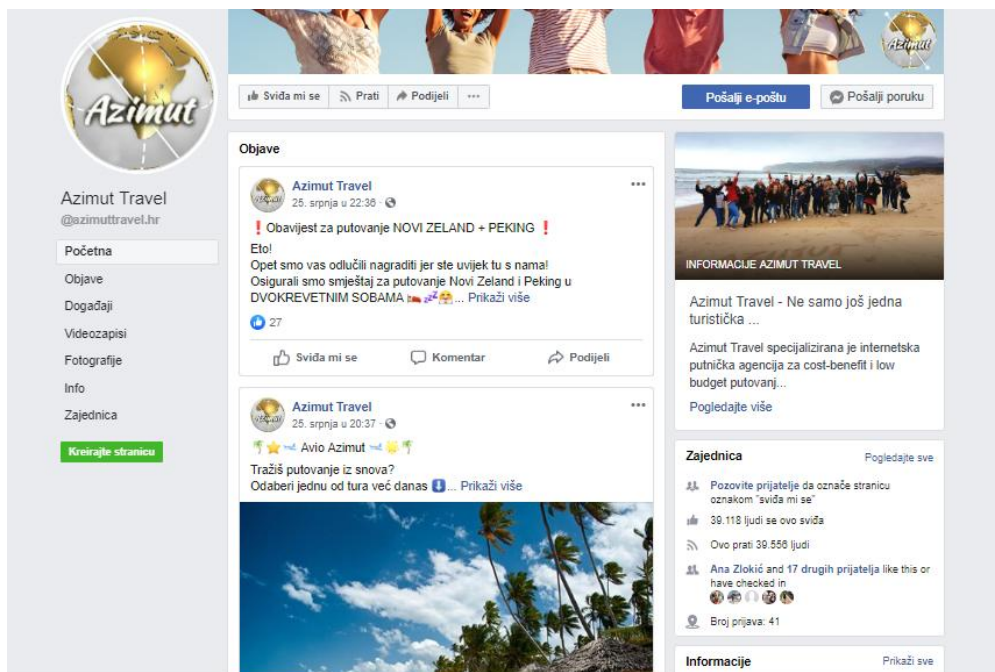 Azimut
Azimut
Azimut Travel
@azimuttravel.hr
Početna
Objave
Događaji
Videozapisi
Fotografije
Info
Zajednica
Kreirajte stranicu
Sviđa mi se
Prati
Podijeli
Pošalji e-poštu
Pošalji poruku
Objave
Azimut Travel
25. srpnja u 22:36 ·
❗ Obavijest za putovanje NOVI ZELAND + PEKING ❗
Eto!
Opet smo vas odlučili nagraditi jer ste uvijek tu s nama!
Osigurali smo smještaj za putovanje Novi Zeland i Peking u
DVOKREVETNIM SOBAMA 🛌 💤 🤗... Prikaži više
27
Sviđa mi se Komentar Podijeli
Azimut Travel
25. srpnja u 20:37 ·
Avio Azimut
Tražiš putovanje iz snova?
Odaberi jednu od tura već danas ⬇... Prikaži više
INFORMACIJE AZIMUT TRAVEL
Azimut Travel - Ne samo još jedna
turistička ...
Azimut Travel specijalizirana je internetska
putnička agencija za cost-benefit i low
budget putovanj...
Pogledajte više
Zajednica Pogledajte sve
Pozovite prijatelje da označe stranicu
oznakom "sviđa mi se"
39.118 ljudi se ovo sviđa
Ovo prati 39.556 ljudi
Ana Zlokić and 17 drugih prijatelja like this or
have checked in
Broj prijava: 41
Informacije Prikaži sve